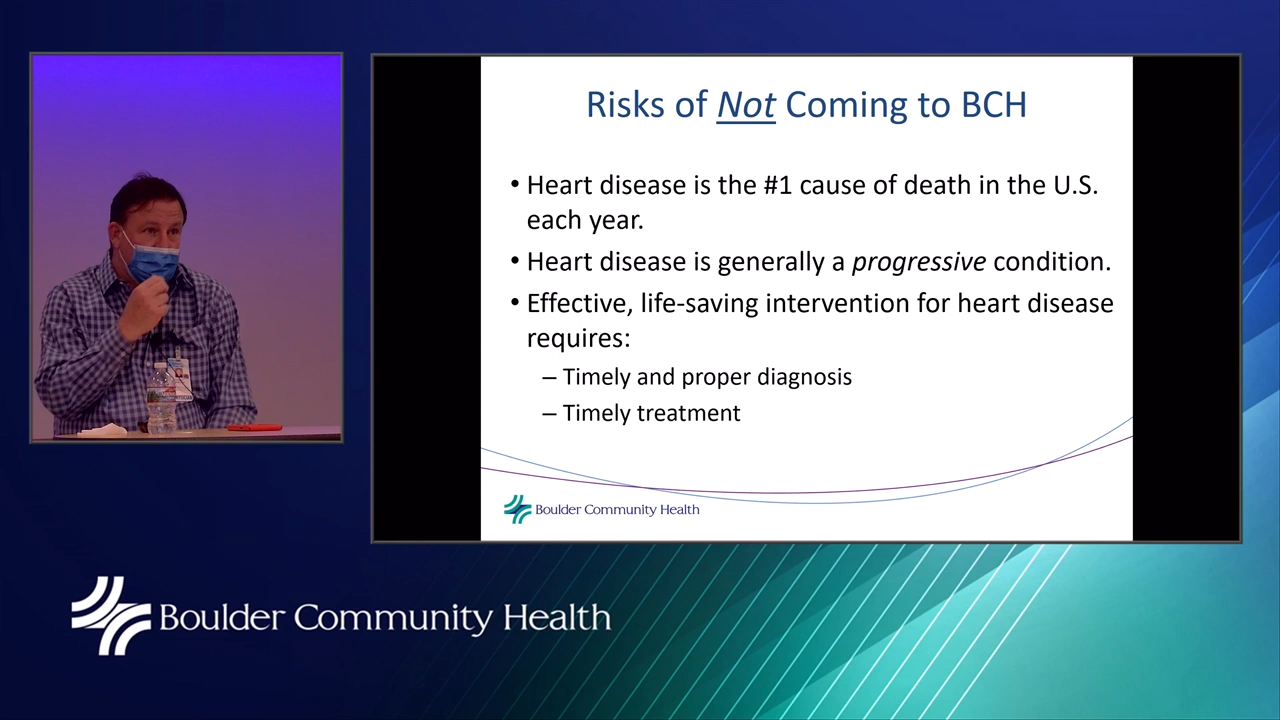 Risks of Not Coming to BCH
• Heart disease is the #1 cause of death in the U.S.
each year.
• Heart disease is generally a progressive condition.
• Effective, life-saving intervention for heart disease
requires:
– Timely and proper diagnosis
– Timely treatment
Boulder Community Health
Boulder Community Health